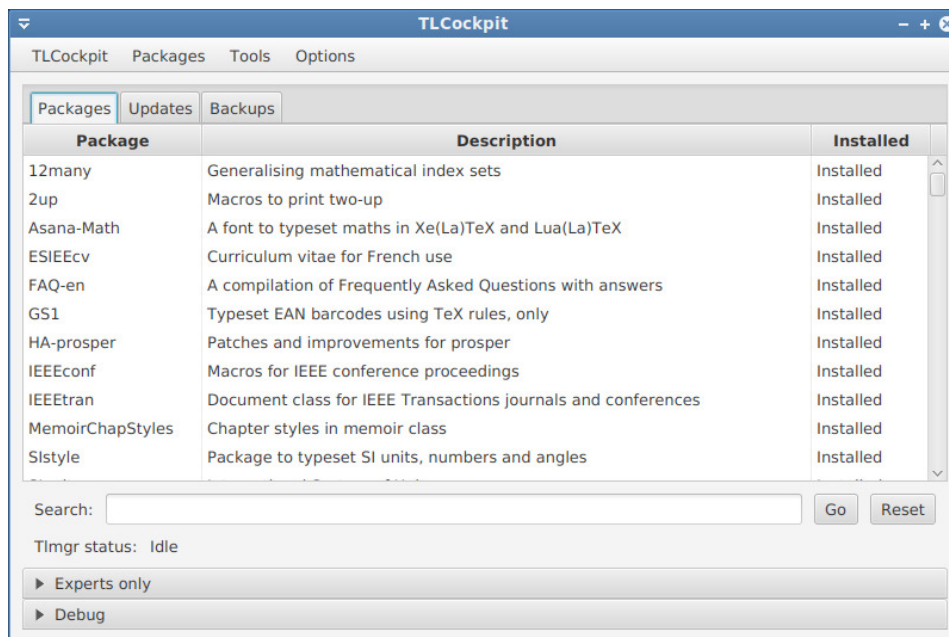 TLCockpit
TLCockpit Packages Tools Options
Packages Updates Backups
Package Description Installed
12many Generalising mathematical index sets Installed
2up Macros to print two-up Installed
Asana-Math A font to typeset maths in Xe(La)TeX and Lua(La)TeX Installed
ESIEEcv Curriculum vitae for French use Installed
FAQ-en A compilation of Frequently Asked Questions with answers Installed
GS1 Typeset EAN barcodes using TeX rules, only Installed
HA-prosper Patches and improvements for prosper Installed
IEEEconf Macros for IEEE conference proceedings Installed
IEEEtran Document class for IEEE Transactions journals and conferences Installed
MemoirChapStyles Chapter styles in memoir class Installed
SIstyle Package to typeset SI units, numbers and angles Installed
Search: Go Reset
Tlmgr status: Idle
Experts only
Debug